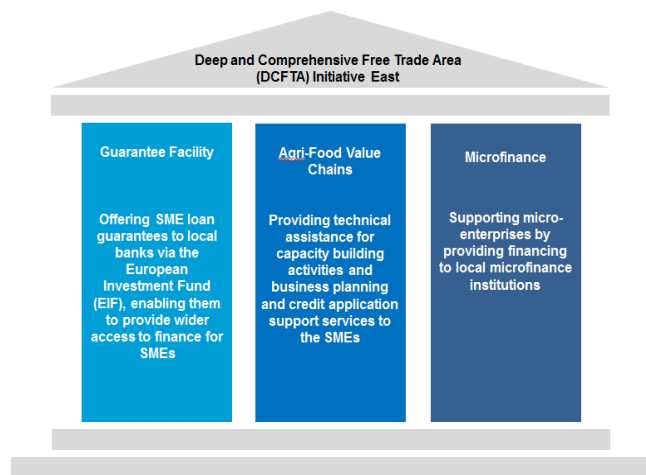 Deep and Comprehensive Free Trade Area
(DCFTA) Initiative East
Guarantee Facility
Offering SME loan
guarantees to local
banks via the
European
Investment Fund
(EIF), enabling them
to provide wider
access to finance for
SMEs
Agri-Food Value
Chains
Providing technical
assistance for
capacity building
activities and
business planning
and credit application
support services to
the SMEs
Microfinance
Supporting micro-
enterprises by
providing financing
to local microfinance
institutions